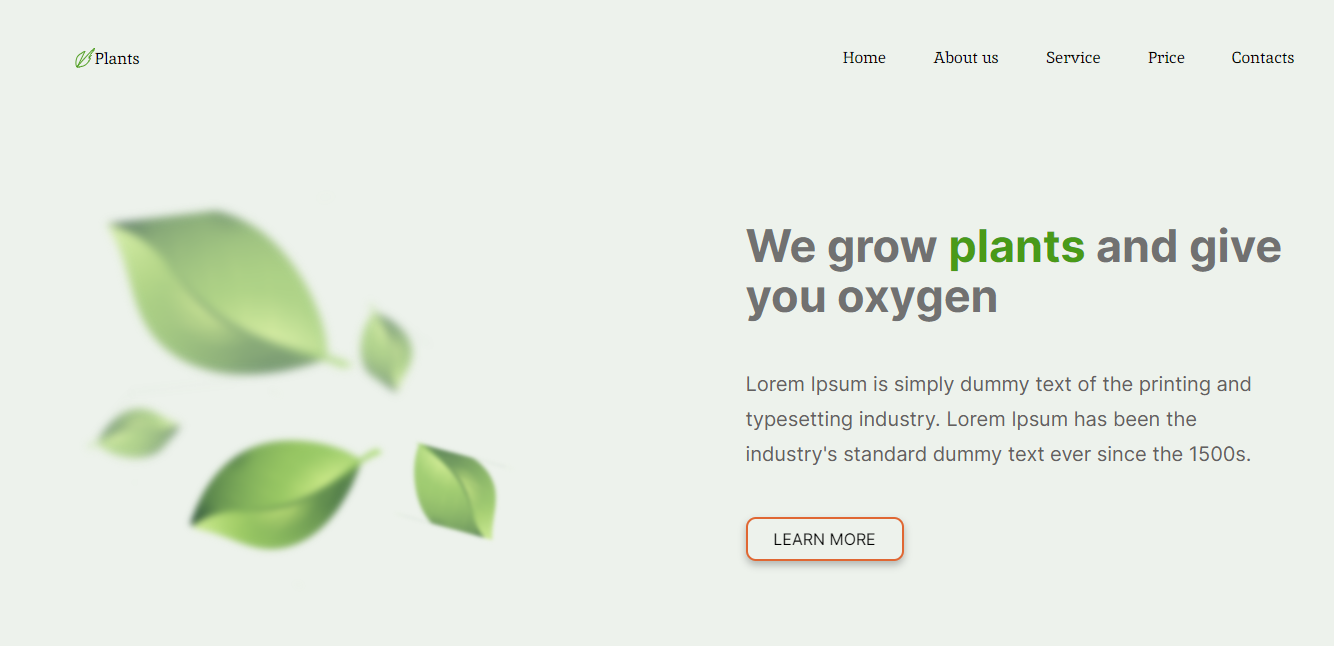 Plants
Home About us Service Price Contacts
We grow plants and give
you oxygen
Lorem Ipsum is simply dummy text of the printing and
typesetting industry. Lorem Ipsum has been the
industry's standard dummy text ever since the 1500s.
LEARN MORE